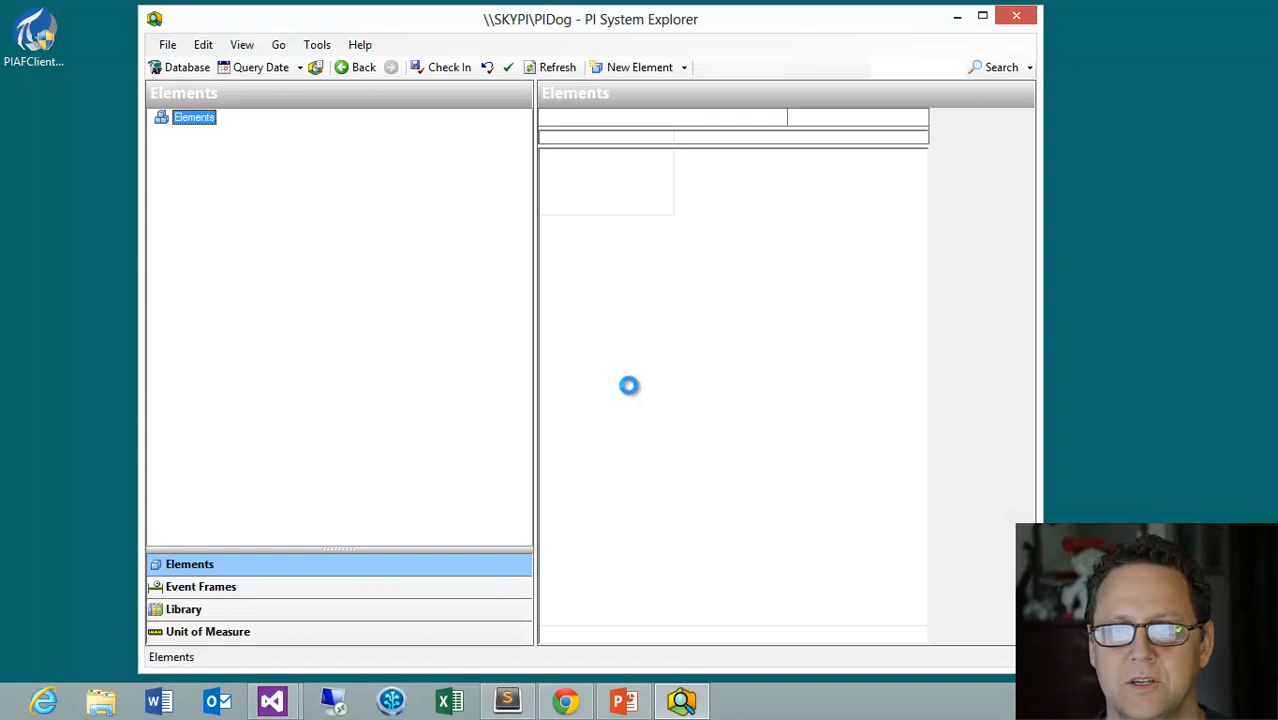 PIAFClient...
\\SKYPI\PIDog - PI System Explorer
File Edit View Go Tools Help
Database Query Date Back Check In Refresh New Element Search
Elements
Elements
Elements
Elements
Event Frames
Library
Unit of Measure
Elements